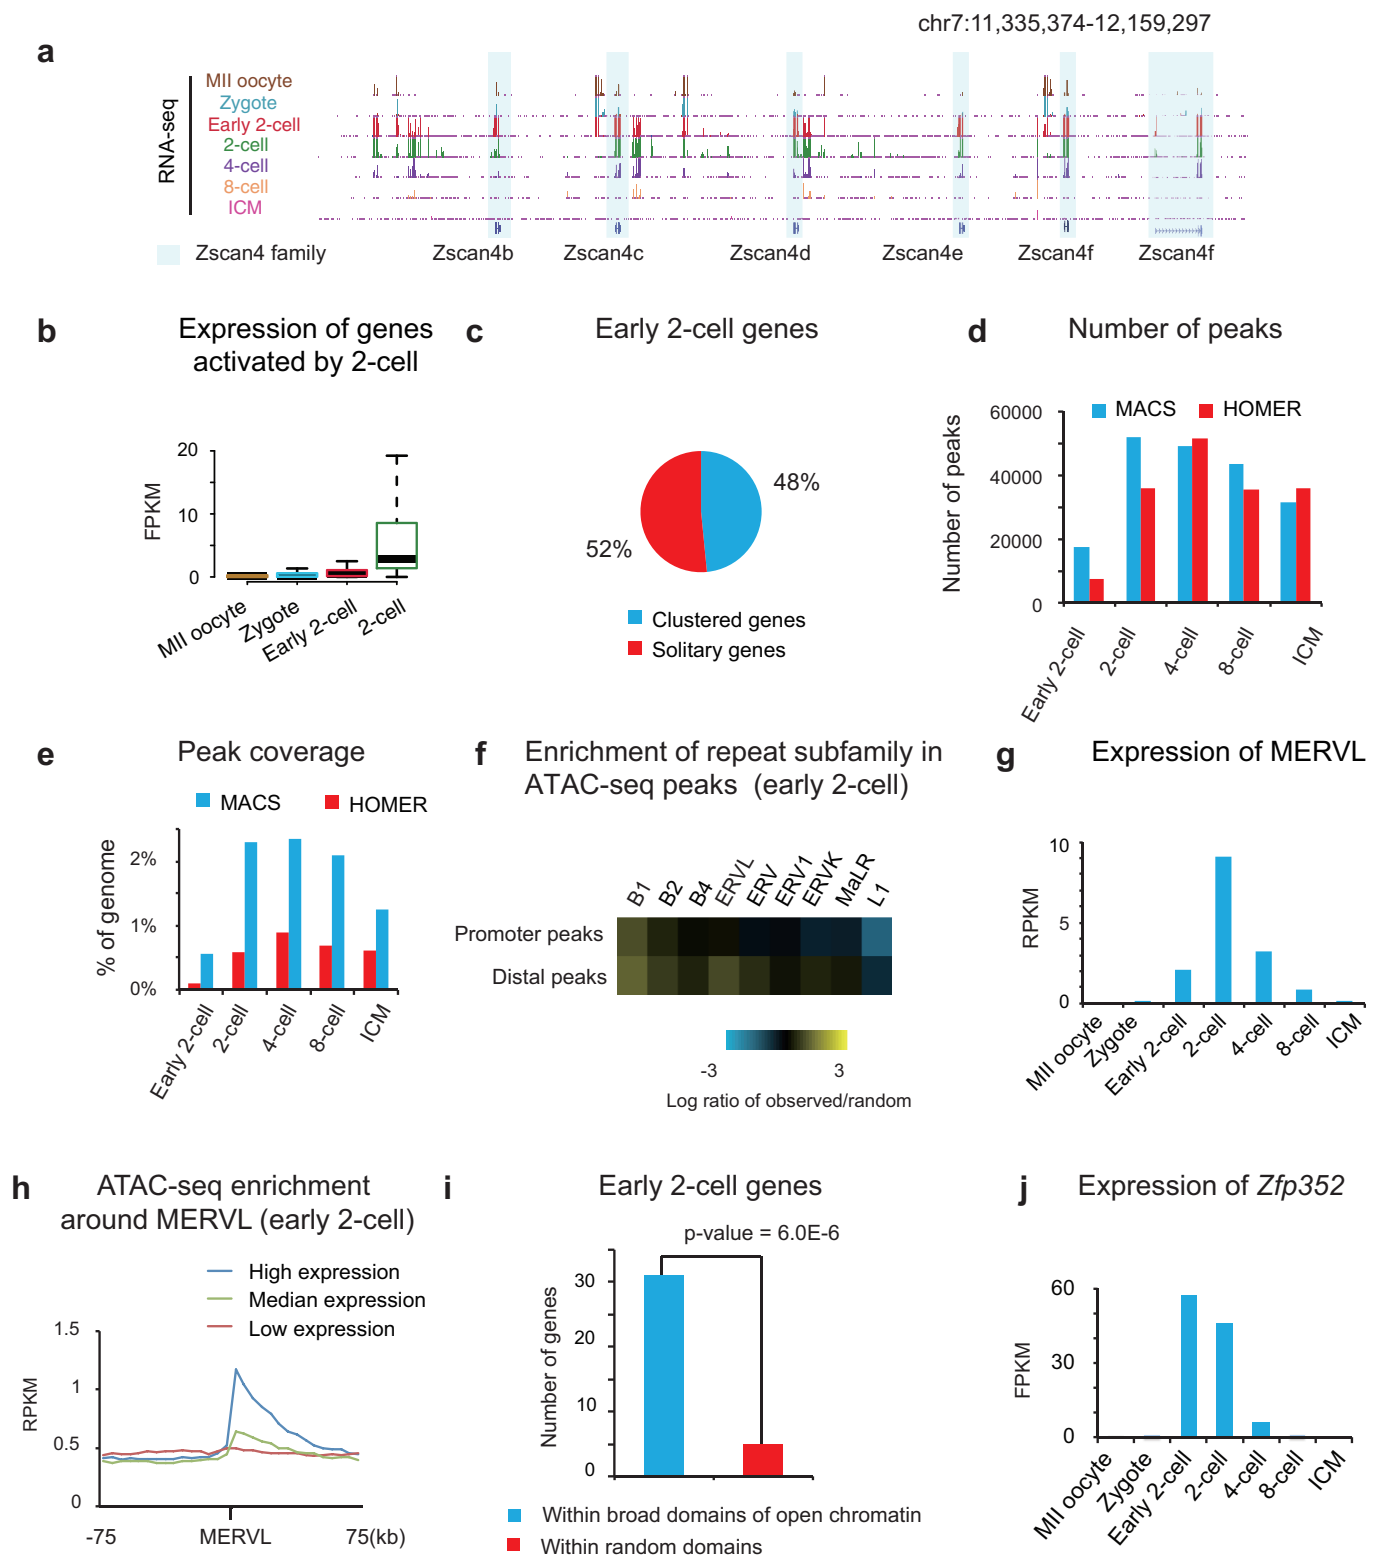 chr7:11,335,374-12,159,297
a
RNA-seq
MII oocyte
Zygote
Early 2-cell
2-cell
4-cell
8-cell
ICM
Zscan4 family
Zscan4b
Zscan4c
Zscan4d
Zscan4e
Zscan4f
Zscan4f
b
Expression of genes
activated by 2-cell
FPKM
20
10
0
MII oocyte
Zygote
Early 2-cell
2-cell
c
Early 2-cell genes
48%
52%
Clustered genes
Solitary genes
d
Number of peaks
MACS
HOMER
Number of peaks
60000
40000
20000
0
Early 2-cell
2-cell
4-cell
8-cell
ICM
e
Peak coverage
MACS
HOMER
% of genome
2%
1%
0%
Early 2-cell
2-cell
4-cell
8-cell
ICM
f
Enrichment of repeat subfamily in
ATAC-seq peaks (early 2-cell)
B1
B2
B4
ERVL
ERV
ERV1
ERVK
MaLR
L1
Promoter peaks
Distal peaks
-3
3
Log ratio of observed/random
g
Expression of MERVL
RPKM
10
5
0
MII oocyte
Zygote
Early 2-cell
2-cell
4-cell
8-cell
ICM
h
ATAC-seq enrichment
around MERVL (early 2-cell)
High expression
Median expression
Low expression
RPKM
1.5
1
0.5
0
-75
MERVL
75(kb)
i
Early 2-cell genes
p-value = 6.0E-6
Number of genes
30
20
10
0
Within broad domains of open chromatin
Within random domains
j
Expression of Zfp352
FPKM
60
30
0
MII oocyte
Zygote
Early 2-cell
2-cell
4-cell
8-cell
ICM